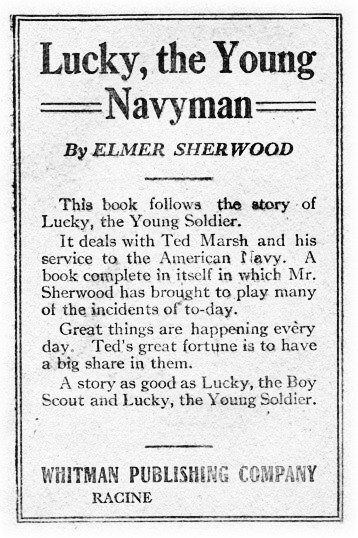 Lucky, the Young
Navyman
By ELMER SHERWOOD
This book follows the story of
Lucky, the Young Soldier.
It deals with Ted Marsh and his
service to the American Navy. A
book complete in itself in which Mr.
Sherwood has brought to play many
of the incidents of to-day.
Great things are happening every
day. Ted's great fortune is to have
a big share in them.
A story as good as Lucky, the Boy
Scout and Lucky, the Young Soldier.
WHITMAN PUBLISHING COMPANY
RACINE